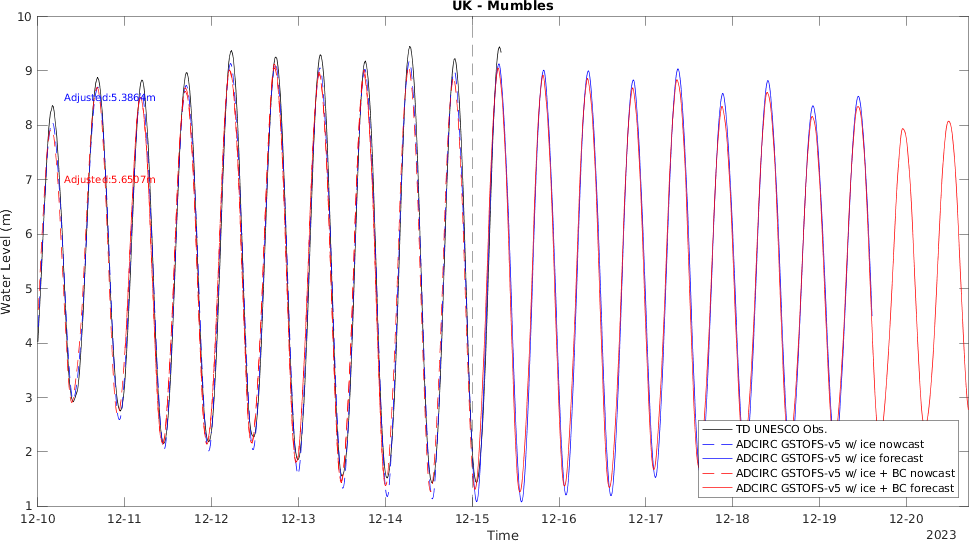 UK - Mumbles
10
9
8
7
6
5
4
3
2
1
Water Level (m)
Adjusted:5.3864m
Adjusted:5.6507m
TD UNESCO Obs.
ADCIRC GSTOFS-v5 w/ ice nowcast
ADCIRC GSTOFS-v5 w/ ice forecast
ADCIRC GSTOFS-v5 w/ ice + BC nowcast
ADCIRC GSTOFS-v5 w/ ice + BC forecast
12-10 12-11 12-12 12-13 12-14 12-15 12-16 12-17 12-18 12-19 12-20
Time
2023